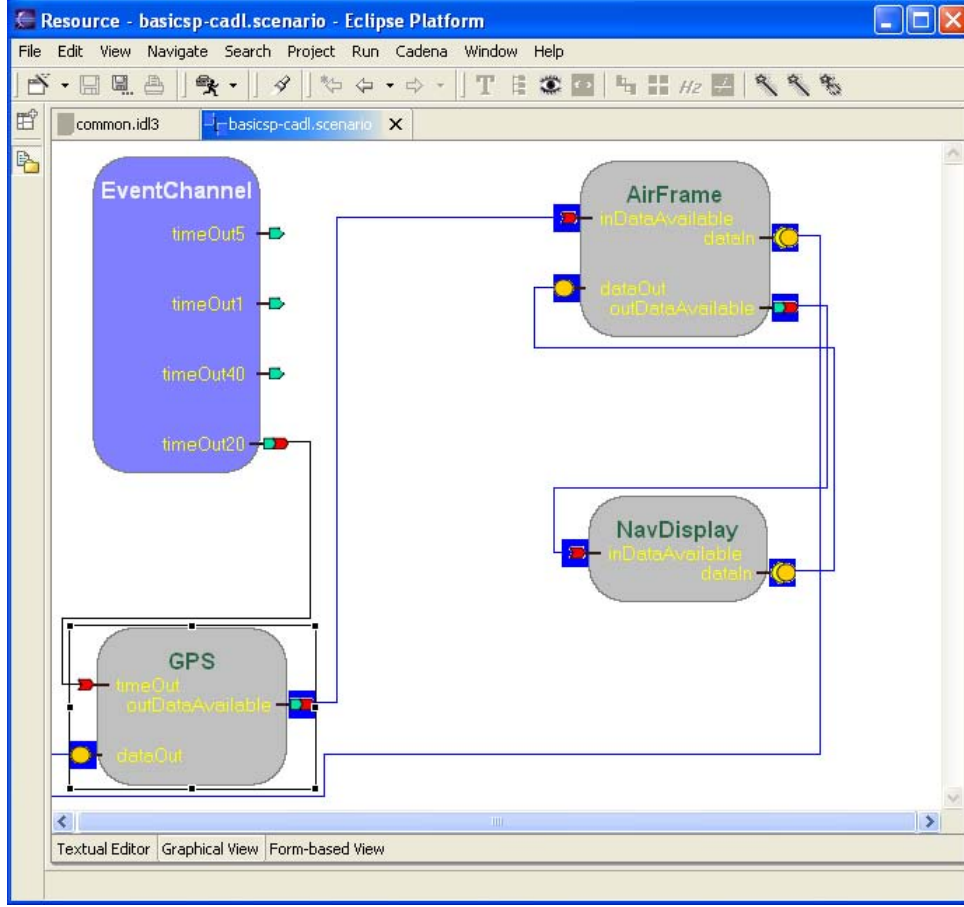 Resource - basicsp-cadl.scenario - Eclipse Platform
File Edit View Navigate Search Project Run Cadena Window Help
T H2
common.idl3 basicsp-cadl.scenario X
EventChannel
timeOut5
timeOut1
timeOut40
timeOut20
AirFrame
inDataAvailable
dataIn
dataOut
outDataAvailable
NavDisplay
inDataAvailable
dataIn
GPS
timeOut
outDataAvailable
dataOut
Textual Editor Graphical View Form-based View